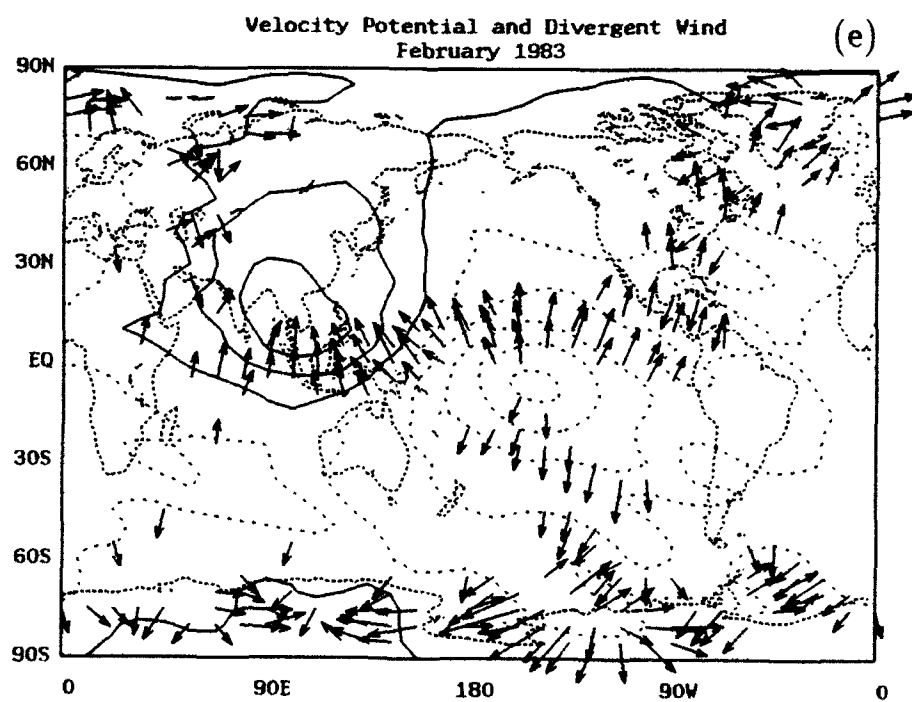 Velocity Potential and Divergent Wind
February 1983
(e)
90N
60N
30N
EQ
30S
60S
90S
0 90E 180 90W 0